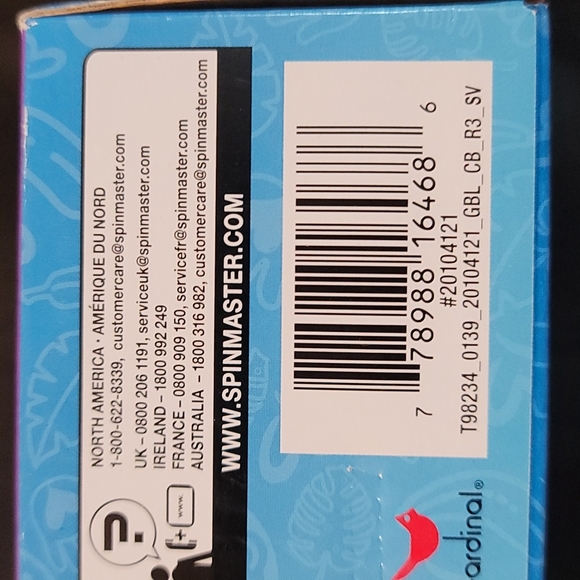 NORTH AMERICA • AMÉRIQUE DU NORD
1-800-622-8339, customercare@spinmaster.com
UK – 0800 206 1191, serviceuk@spinmaster.com
IRELAND – 1800 992 249
FRANCE – 0800 909 150, servicefr@spinmaster.com
AUSTRALIA – 1800 316 982, customercare@spinmaster.com
WWW.SPINMASTER.COM
?
www.
7 78988 16468 6
#20104121
T98234_0139_20104121_GBL_CB_R3_SV
ardinal®